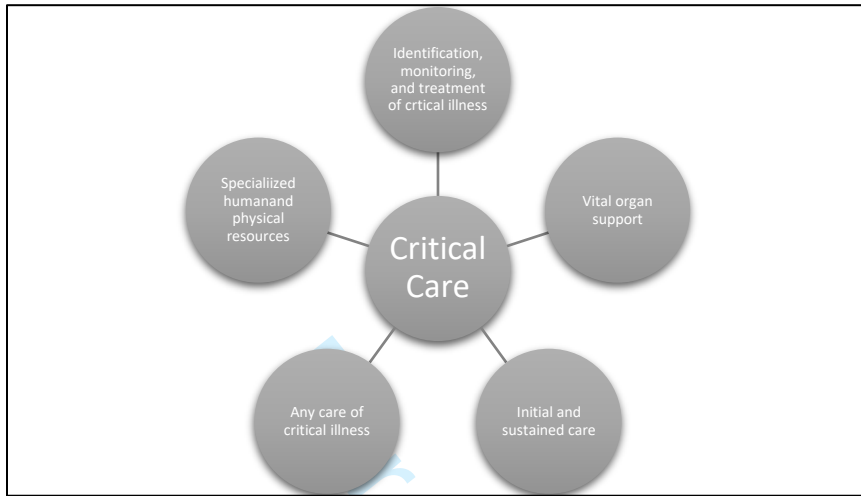 Identification,
monitoring,
and treatment
of crtical illness
Specialiized
humanand
physical
resources
Vital organ
support
Critical
Care
Any care of
critical illness
Initial and
sustained care